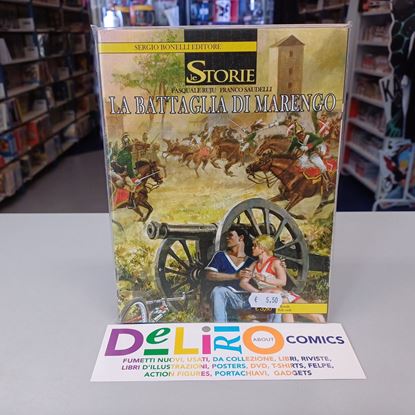 SERGIO BONELLI EDITORE
le STORIE
PASQUALE RUJU FRANCO SAUDELLI
LA BATTAGLIA DI MARENGO
€ 5,50
DELIRIO ABOUT COMICS
FUMETTI NUOVI, USATI, DA COLLEZIONE, LIBRI, RIVISTE,
LIBRI D'ILLUSTRAZIONI, POSTERS, DVD, T-SHIRTS, FELPE,
ACTION FIGURES, PORTACHIAVI, GADGETS